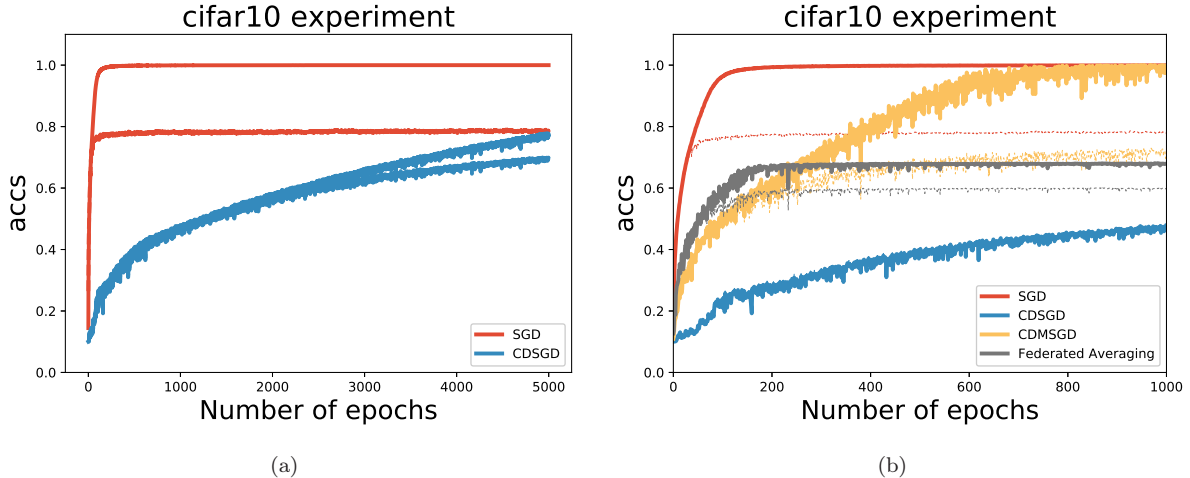 cifar10 experiment
accs
1.0
0.8
0.6
0.4
0.2
0.0
0
1000
2000
3000
4000
5000
Number of epochs
SGD
CDSGD
(a)
cifar10 experiment
accs
1.0
0.8
0.6
0.4
0.2
0.0
0
200
400
600
800
1000
Number of epochs
SGD
CDSGD
CDMSGD
Federated Averaging
(b)